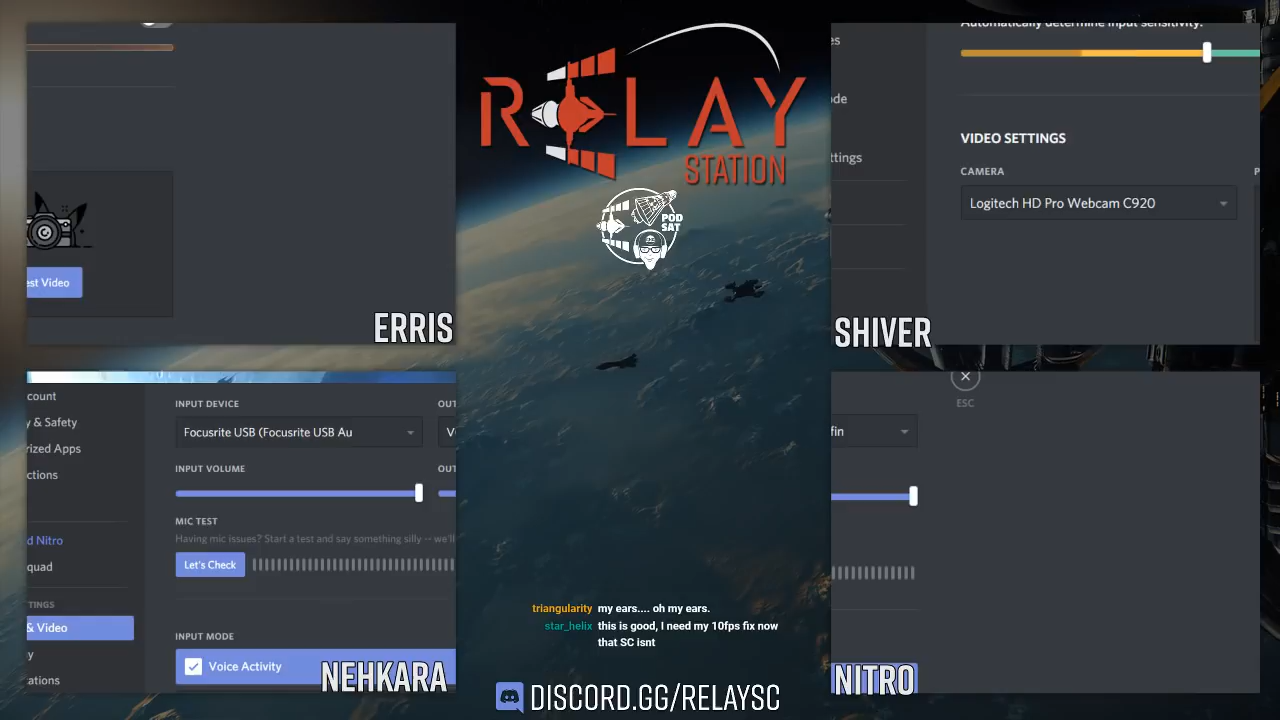 est Video
ERRIS
RELAY
STATION
POD
SAT
Automatically determine input sensitivity.
es
ode
ttings
VIDEO SETTINGS
CAMERA
P
Logitech HD Pro Webcam C920
SHIVER
count
y & Safety
rized Apps
ctions
d Nitro
quad
TINGS
& Video
y
ations
INPUT DEVICE
OUT
Focusrite USB (Focusrite USB Au
V
INPUT VOLUME
OUT
MIC TEST
Having mic issues? Start a test and say something silly -- we'll
Let's Check
INPUT MODE
Voice Activity
NEHKARA
triangularity my ears.... oh my ears.
star_helix this is good, I need my 10fps fix now
that SC isnt
DISCORD.GG/RELAYSC
ESC
fin
NITRO